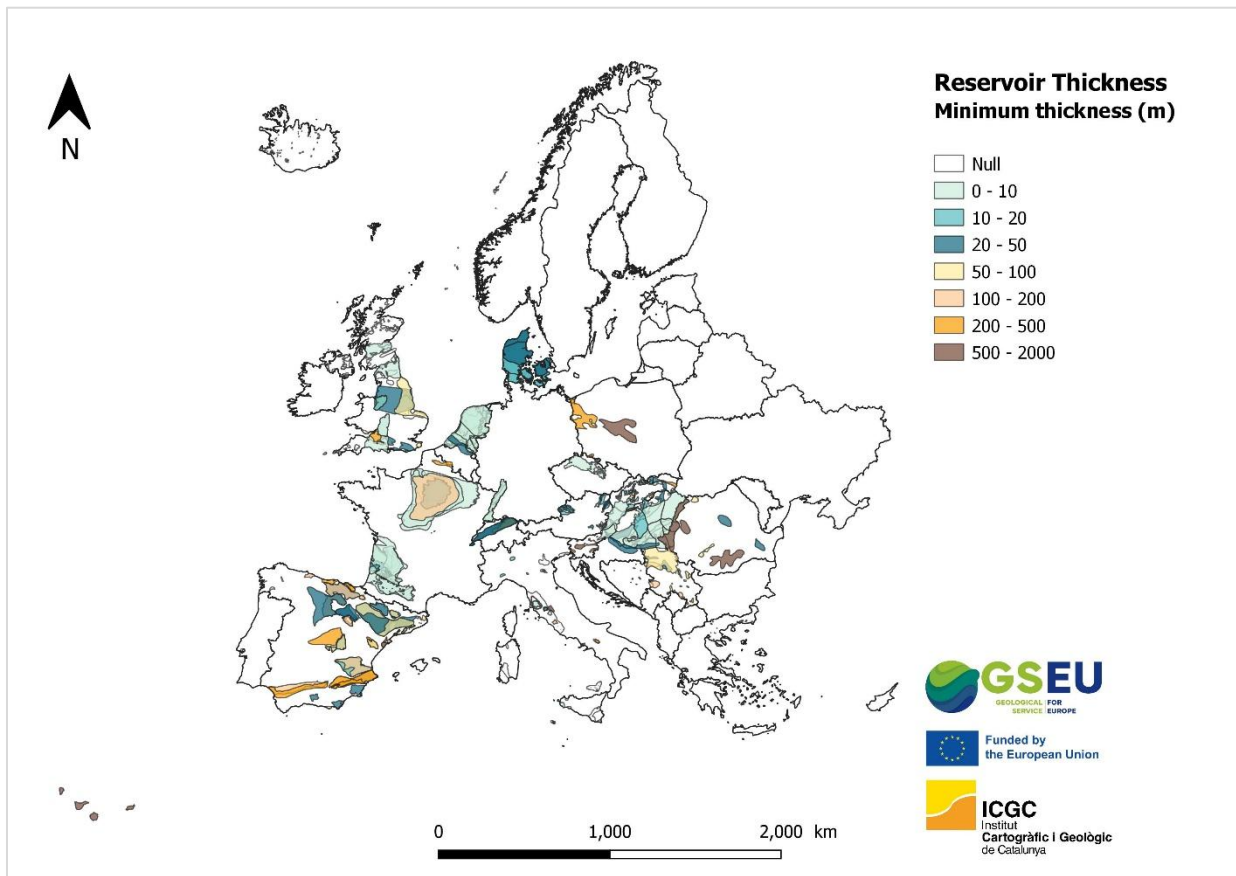 N
Reservoir Thickness
Minimum thickness (m)
Null
0 - 10
10 - 20
20 - 50
50 - 100
100 - 200
200 - 500
500 - 2000
GSEU
GEOLOGICAL FOR
SERVICE EUROPE
Funded by
the European Union
ICGC
Institut
Cartogràfic i Geològic
de Catalunya
0 1,000 2,000 km